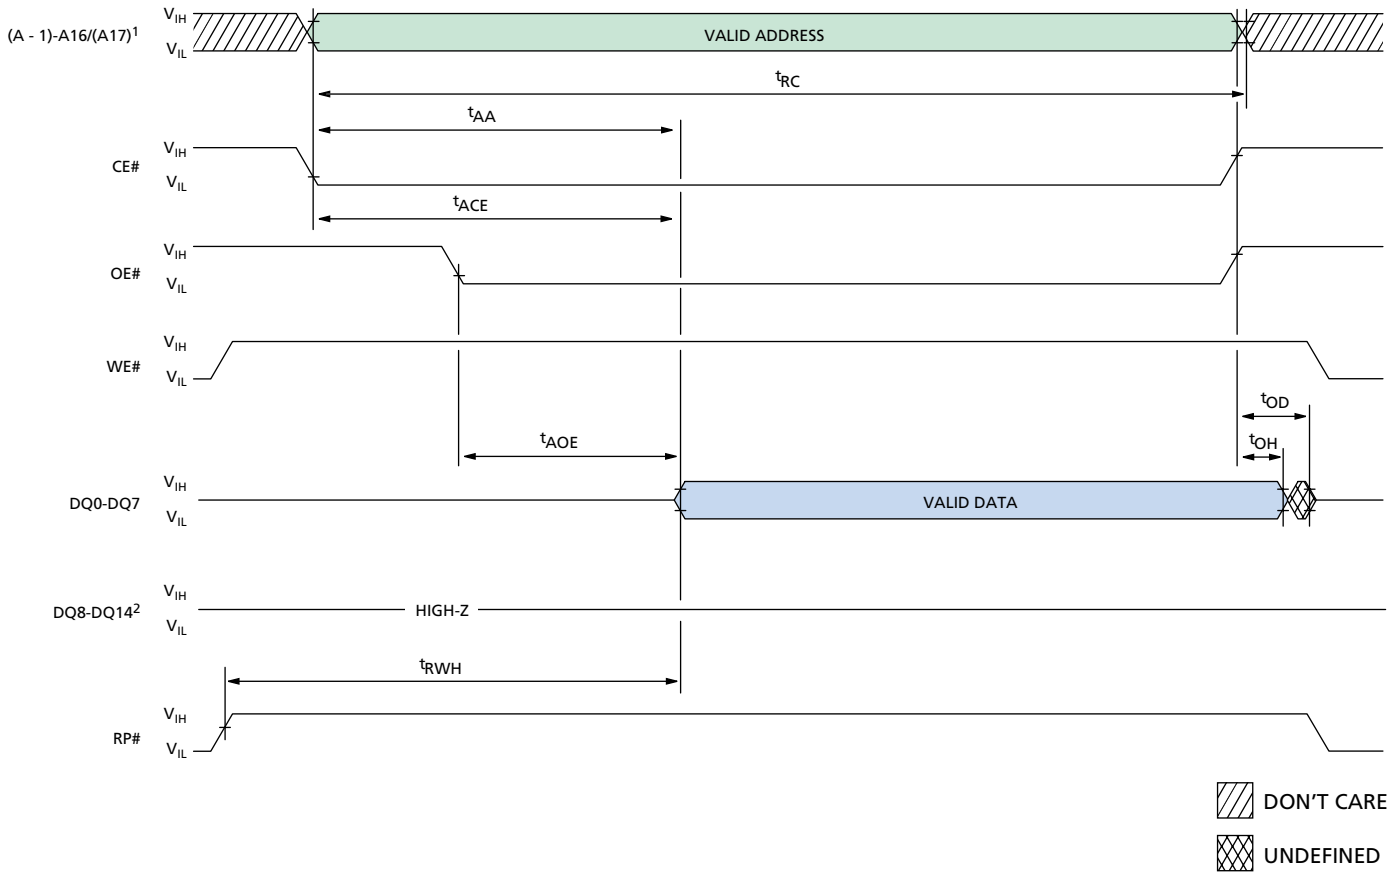 VIH
(A - 1)-A16/(A17)1
VIL
VALID ADDRESS
tRC
tAA
VIH
CE#
VIL
tACE
VIH
OE#
VIL
VIH
WE#
VIL
tOD
tAOE
tOH
VIH
DQ0-DQ7
VIL
VALID DATA
VIH
DQ8-DQ142
VIL
HIGH-Z
tRWH
VIH
RP#
VIL
DON'T CARE
UNDEFINED